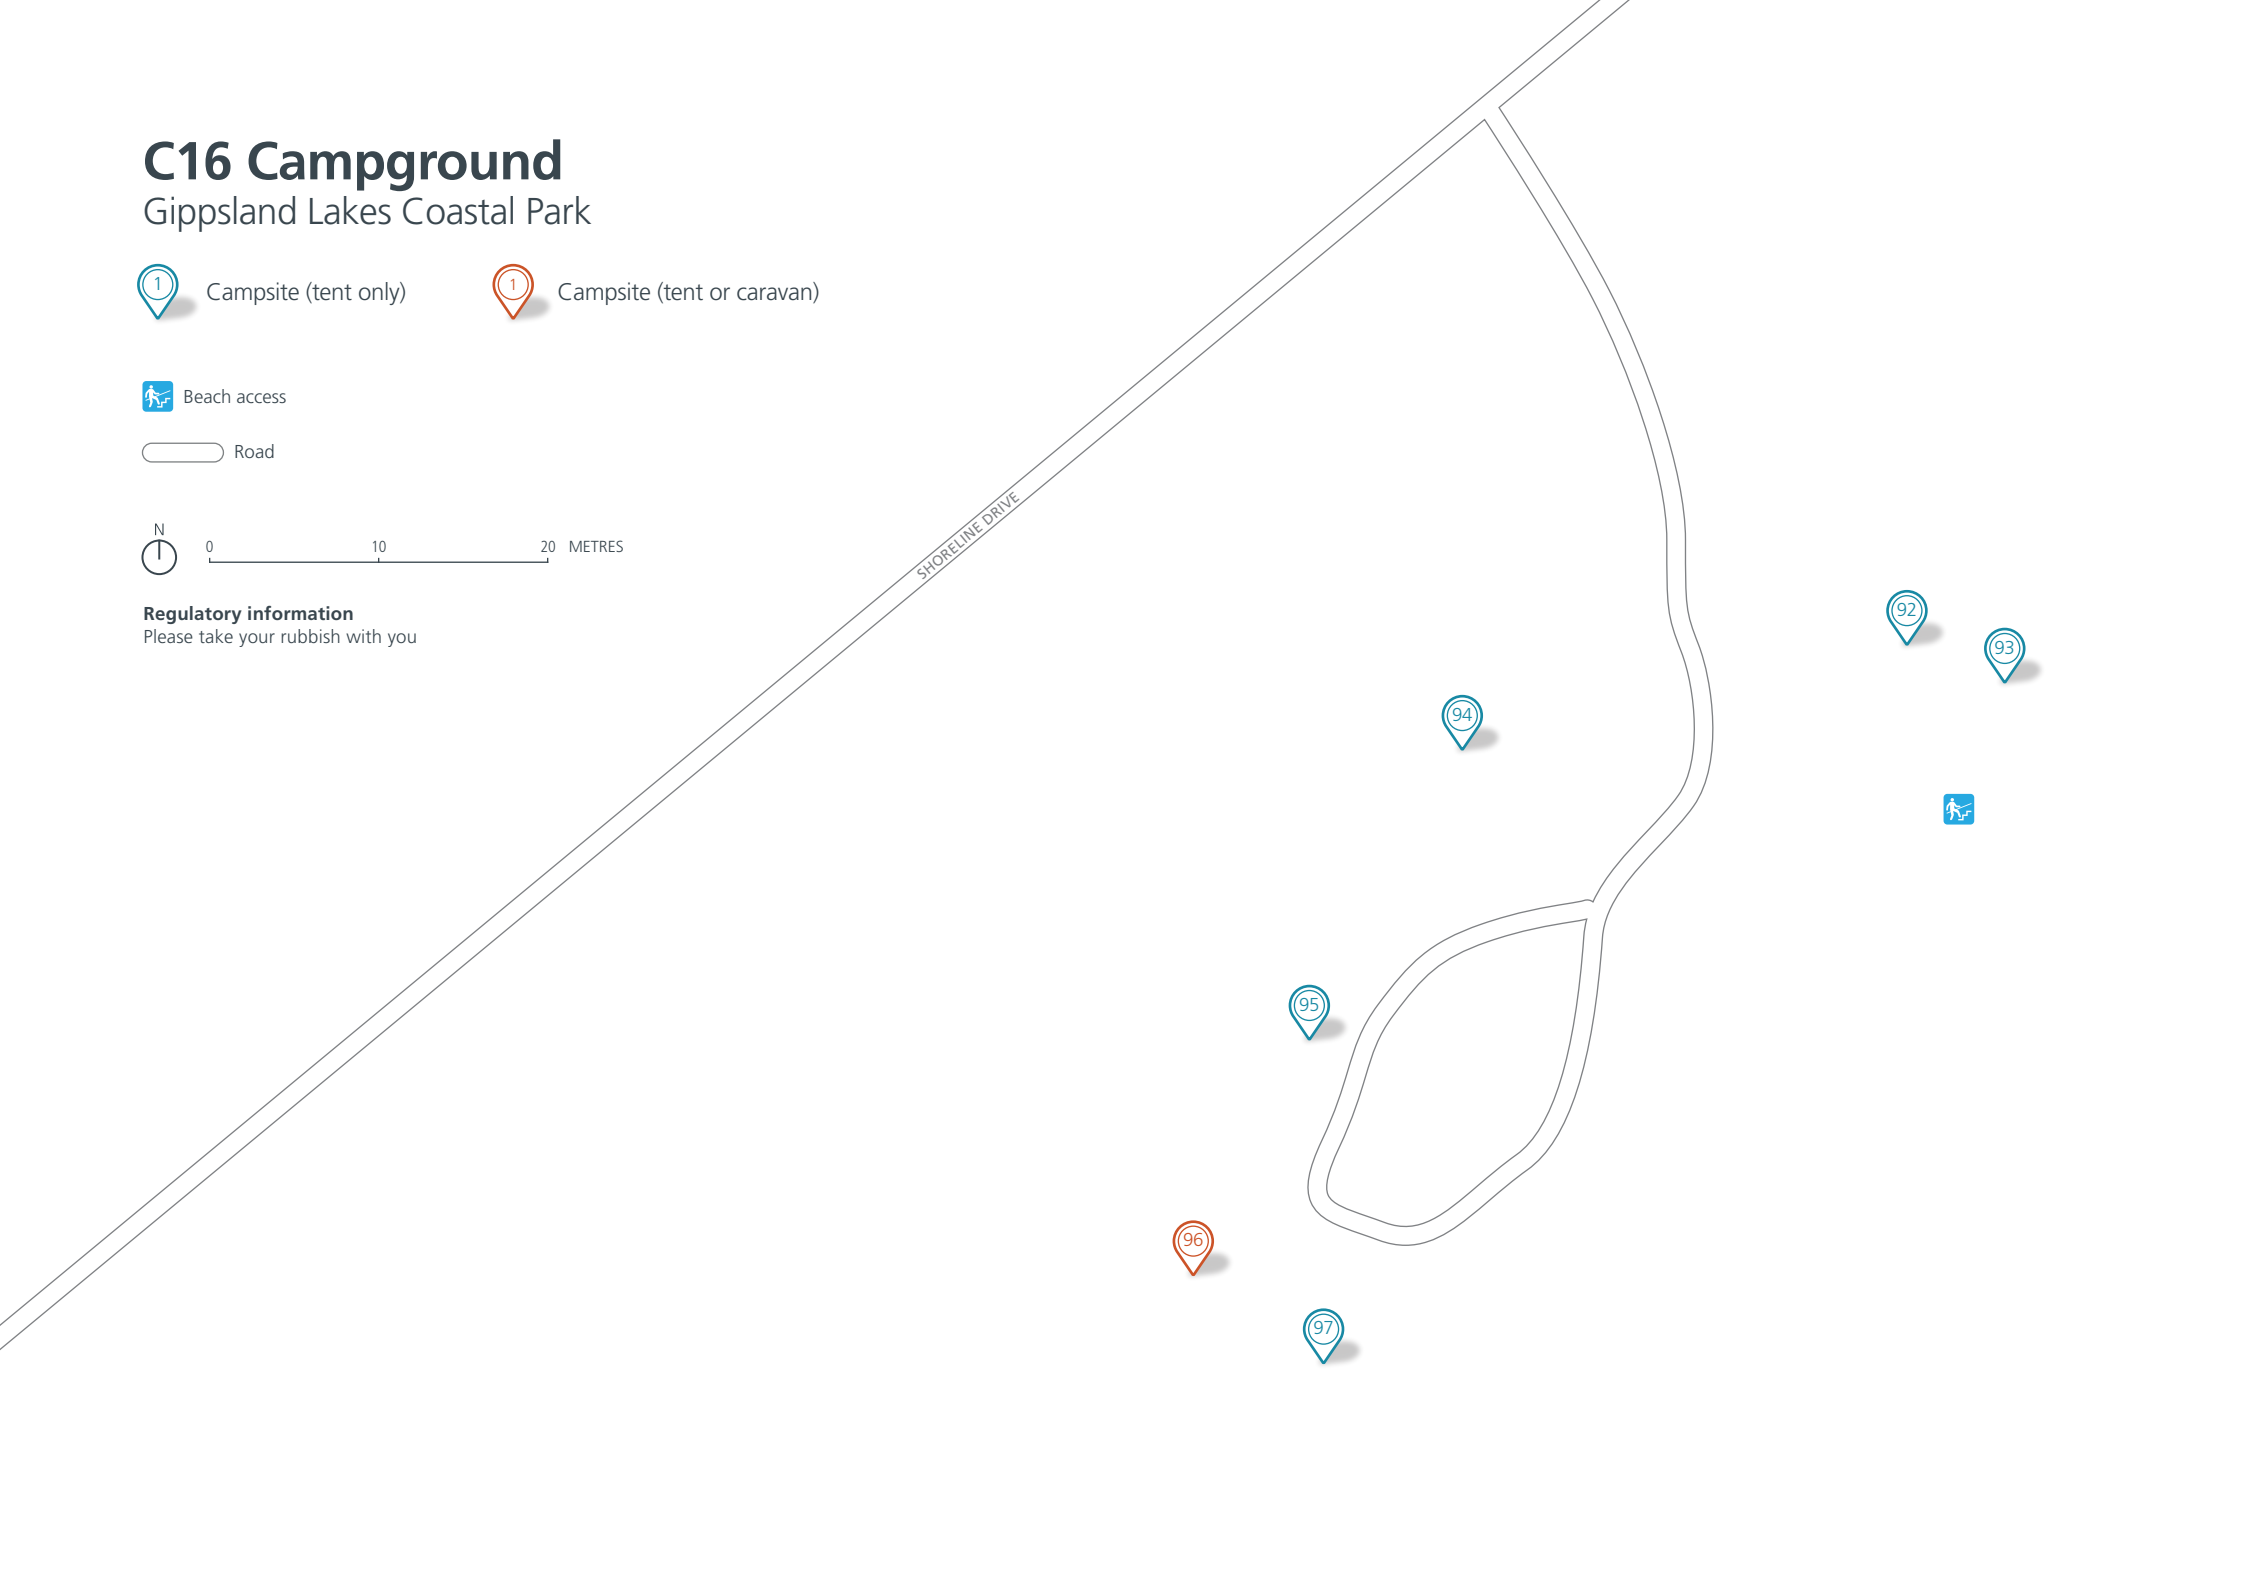 C16 Campground
Gippsland Lakes Coastal Park
1 Campsite (tent only)
1 Campsite (tent or caravan)
Beach access
Road
N
0 10 20 METRES
Regulatory information
Please take your rubbish with you
SHORELINE DRIVE
92
93
94
95
96
97